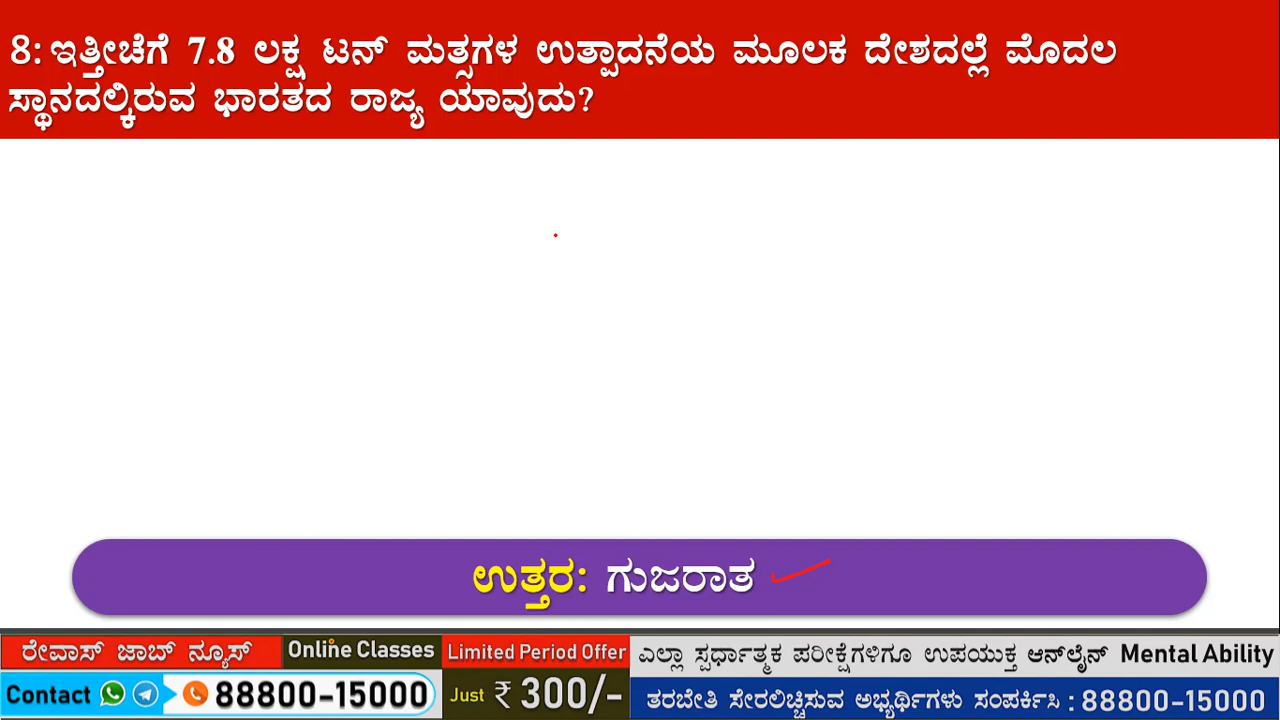 8: ಇತ್ತೀಚೆಗೆ 7.8 ಲಕ್ಷ ಟನ್ ಮತ್ಸಗಳ ಉತ್ಪಾದನೆಯ ಮೂಲಕ ದೇಶದಲ್ಲೆ ಮೊದಲ
ಸ್ಥಾನದಲ್ಕಿರುವ ಭಾರತದ ರಾಜ್ಯ ಯಾವುದು?
ಉತ್ತರ: ಗುಜರಾತ
ರೇವಾಸ್ ಜಾಬ್ ನ್ಯೂಸ್ Online Classes Limited Period Offer ಎಲ್ಲಾ ಸ್ಪರ್ಧಾತ್ಮಕ ಪರೀಕ್ಷೆಗಳಿಗೂ ಉಪಯುಕ್ತ ಆನ್‌ಲೈನ್ Mental Ability
Contact 88800-15000 Just ₹ 300/- ತರಬೇತಿ ಸೇರಲಿಚ್ಚಿಸುವ ಅಭ್ಯರ್ಥಿಗಳು ಸಂಪರ್ಕಿಸಿ : 88800-15000